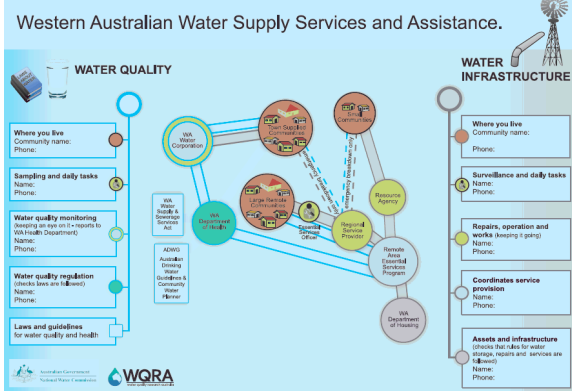 Western Australian Water Supply Services and Assistance.
WATER QUALITY
Where you live
Community name:
Phone:
Sampling and daily tasks
Name:
Phone:
Water quality monitoring
(keeping an eye on it • reports to
WA Health Department)
Name:
Phone:
Water quality regulation
(checks laws are followed)
Name:
Phone:
Laws and guidelines
for water quality and health
Australian Government
National Water Commission
WQRA
WA
Water
Corporation
Town Supplied
Communities
Small
Communities
emergency breakdown only
emergency breakdown only
WA
Water
Supply &
Sewerage
Services
Act
ADWG
Australian
Drinking
Water
Guidelines &
Community
Water
Planner
WA
Department
of Health
Large Remote
Communities
Essential
Services
Officer
Regional
Service
Provider
Resource
Agency
Remote
Area
Essential
Services
Program
WA
Department
of Housing
WATER
INFRASTRUCTURE
Where you live
Community name:
Phone:
Surveillance and daily tasks
Name:
Phone:
Repairs, operation and
works (keeping it going)
Name:
Phone:
Coordinates service
provision
Name:
Phone:
Assets and infrastructure
(checks that rules for water
storage, repairs and services are
followed)
Name:
Phone: